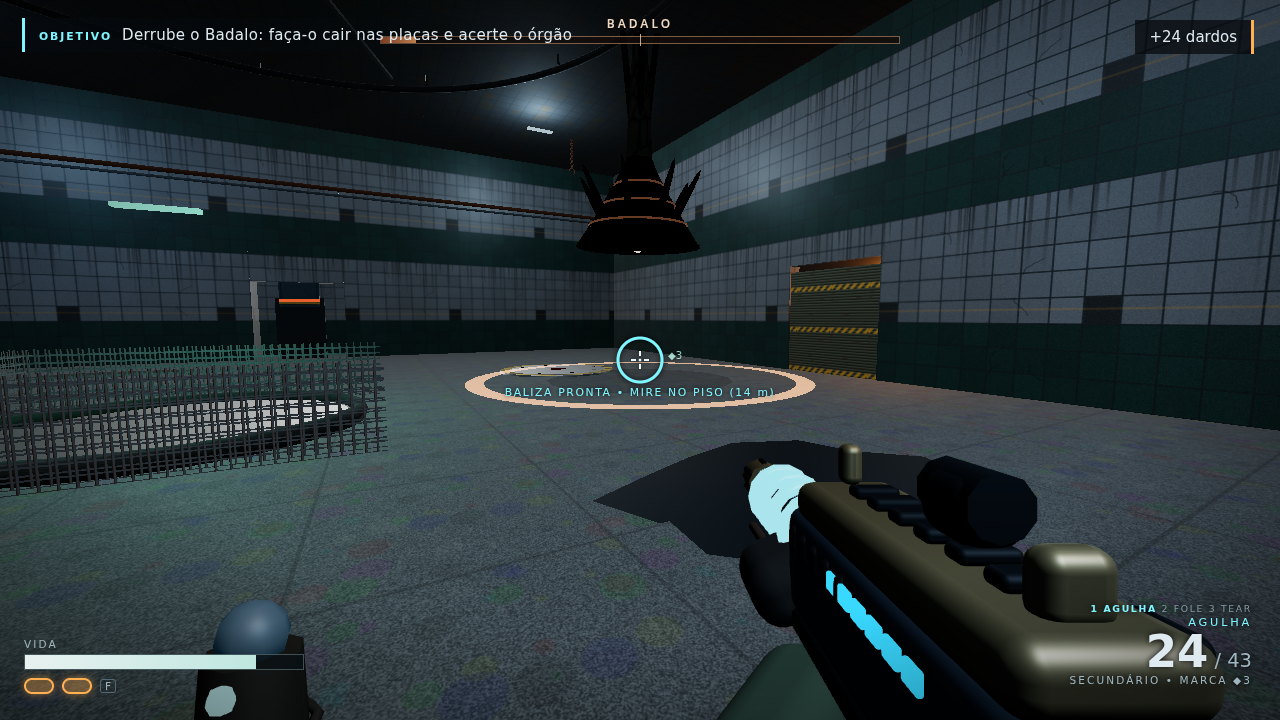 BADALO
OBJETIVO Derrube o Badalo: faça-o cair nas placas e acerte o órgão
+24 dardos
◆3
BALIZA PRONTA • MIRE NO PISO (14 m)
1 AGULHA 2 FOLE 3 TEAR
AGULHA
24 / 43
SECUNDÁRIO • MARCA ◆3
VIDA
F